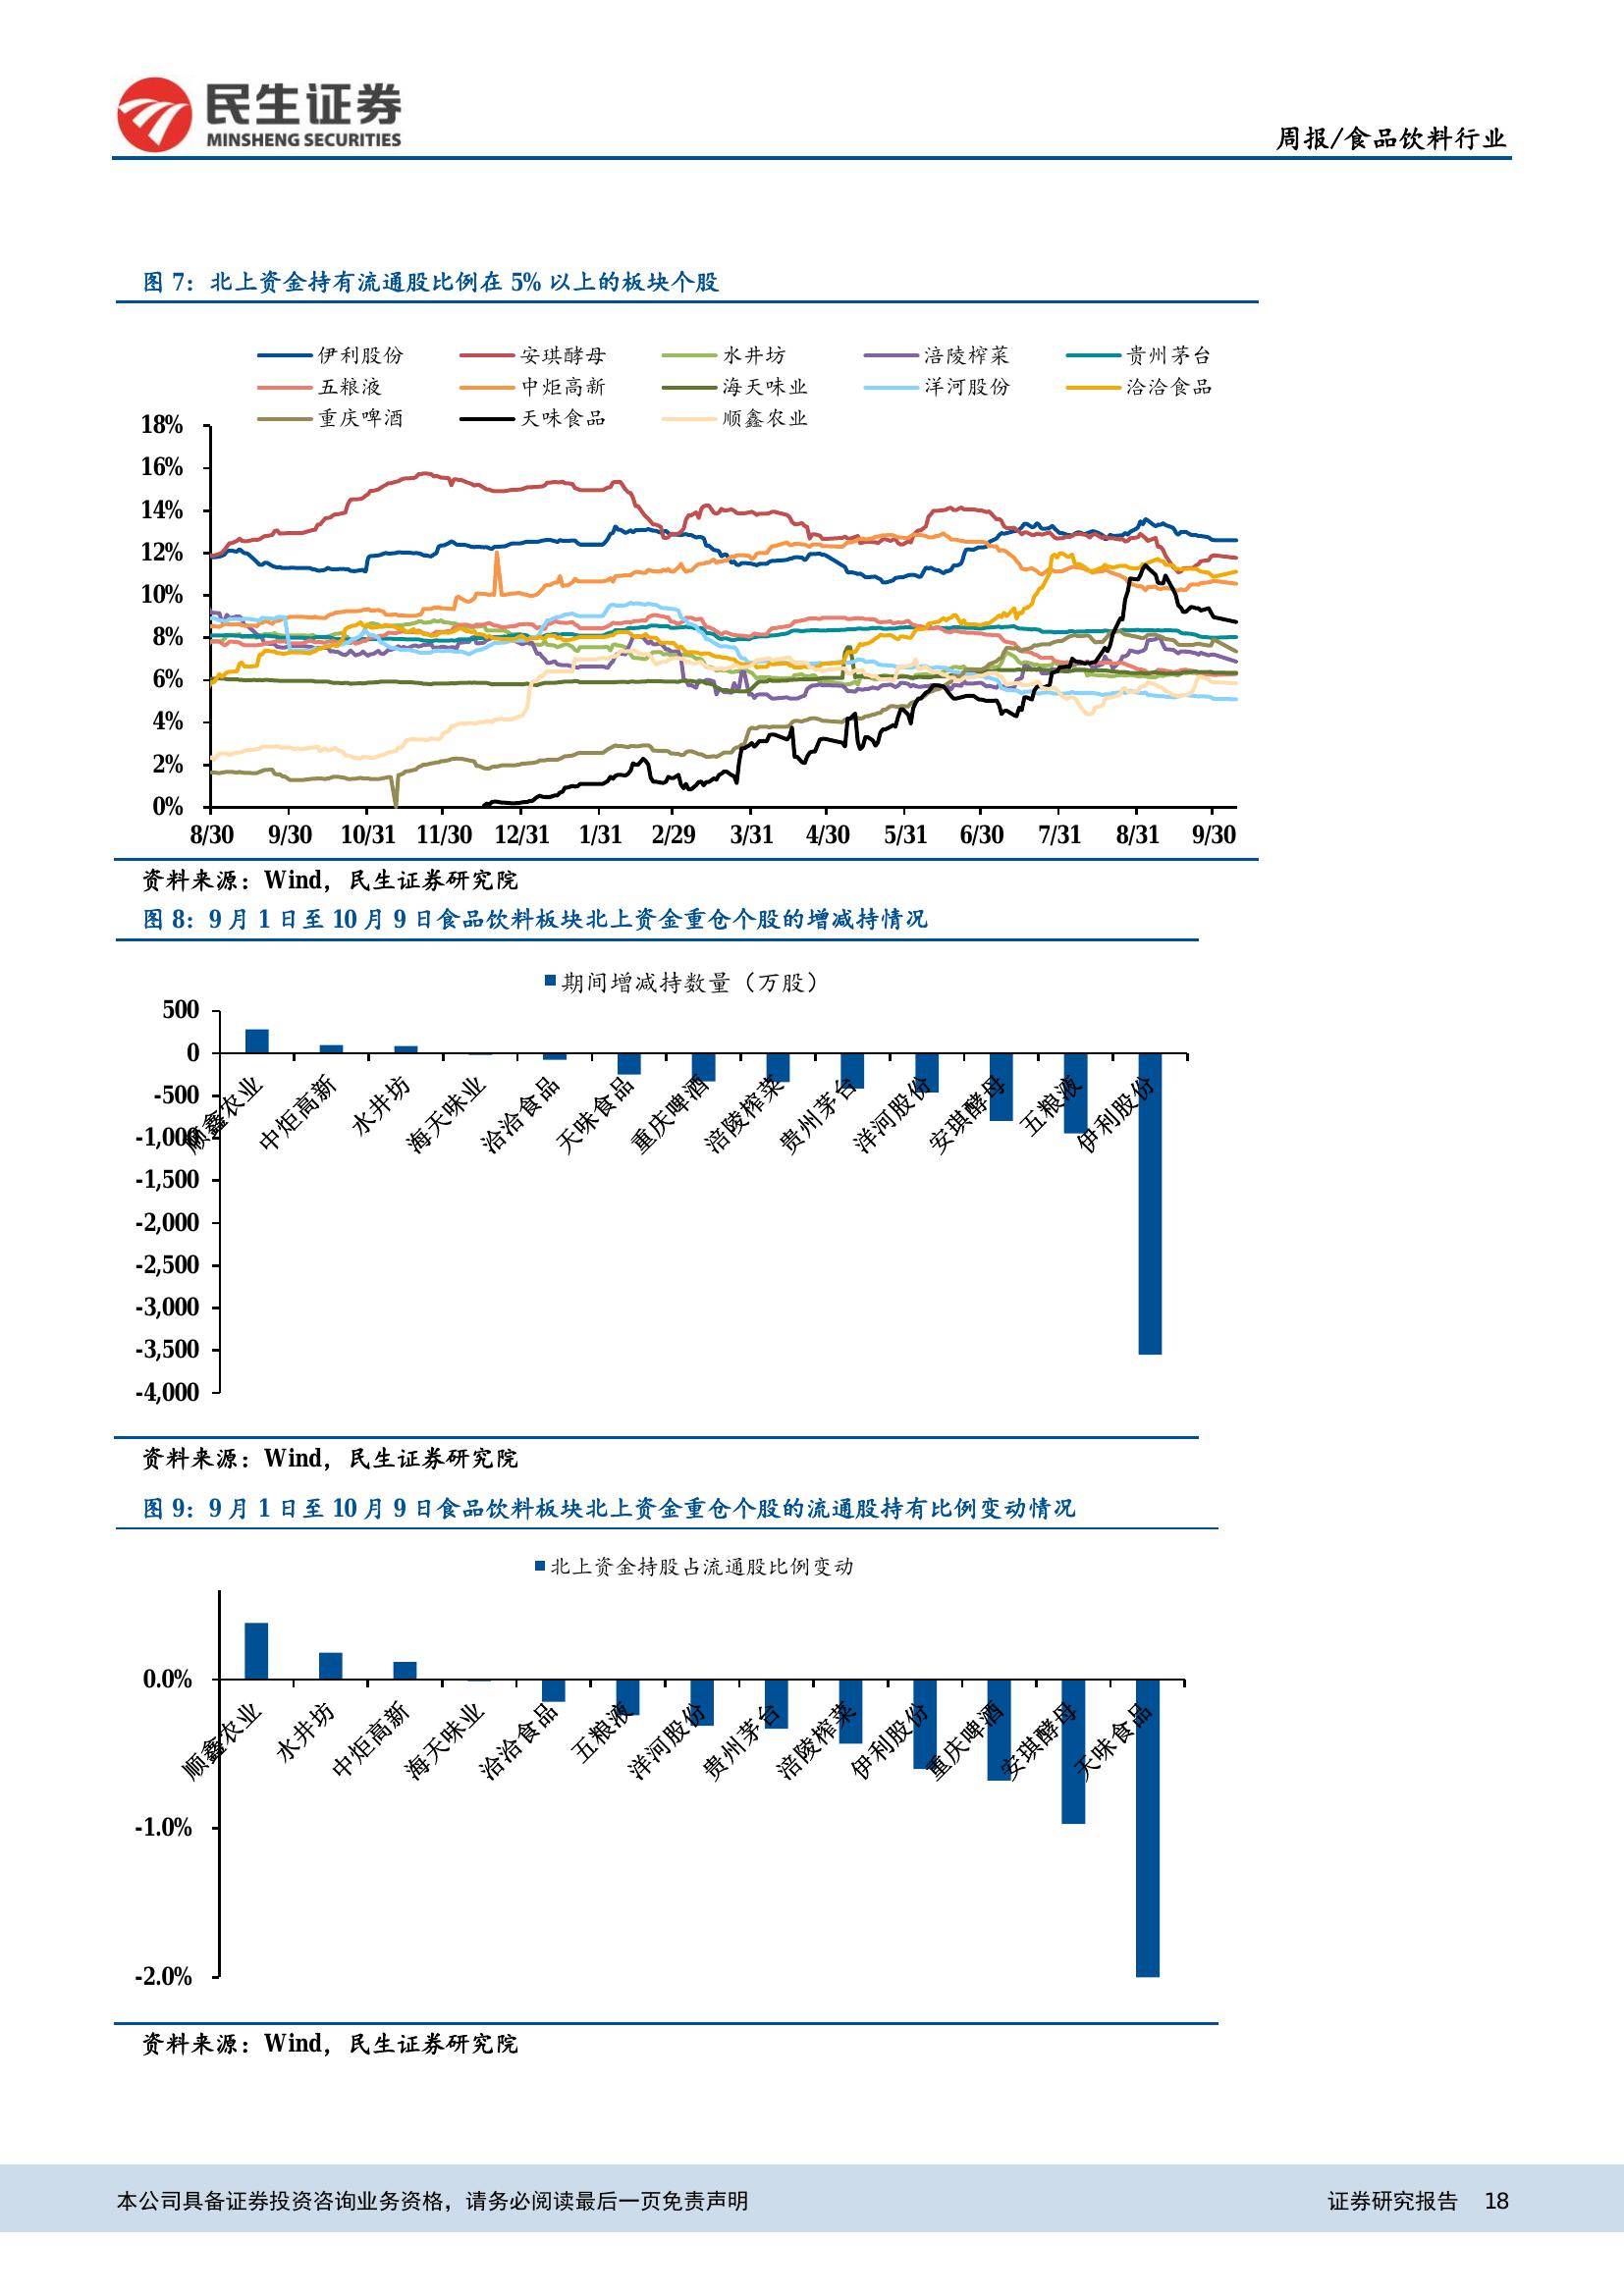 民生证券
MINSHENG SECURITIES
周报/食品饮料行业
图 7：北上资金持有流通股比例在 5%以上的板块个股
伊利股份 安琪酵母 水井坊 涪陵榨菜 贵州茅台
五粮液 中炬高新 海天味业 洋河股份 洽洽食品
重庆啤酒 天味食品 顺鑫农业
18%
16%
14%
12%
10%
8%
6%
4%
2%
0%
8/30 9/30 10/31 11/30 12/31 1/31 2/29 3/31 4/30 5/31 6/30 7/31 8/31 9/30
资料来源：Wind，民生证券研究院
图 8：9 月 1 日至 10 月 9 日食品饮料板块北上资金重仓个股的增减持情况
期间增减持数量（万股）
500
0
-500
-1,000
-1,500
-2,000
-2,500
-3,000
-3,500
-4,000
顺鑫农业 中炬高新 水井坊 海天味业 洽洽食品 天味食品 重庆啤酒 涪陵榨菜 贵州茅台 洋河股份 安琪酵母 五粮液 伊利股份
资料来源：Wind，民生证券研究院
图 9：9 月 1 日至 10 月 9 日食品饮料板块北上资金重仓个股的流通股持有比例变动情况
北上资金持股占流通股比例变动
0.0%
-1.0%
-2.0%
顺鑫农业 水井坊 中炬高新 海天味业 洽洽食品 五粮液 洋河股份 贵州茅台 涪陵榨菜 伊利股份 重庆啤酒 安琪酵母 天味食品
资料来源：Wind，民生证券研究院
本公司具备证券投资咨询业务资格，请务必阅读最后一页免责声明 证券研究报告 18